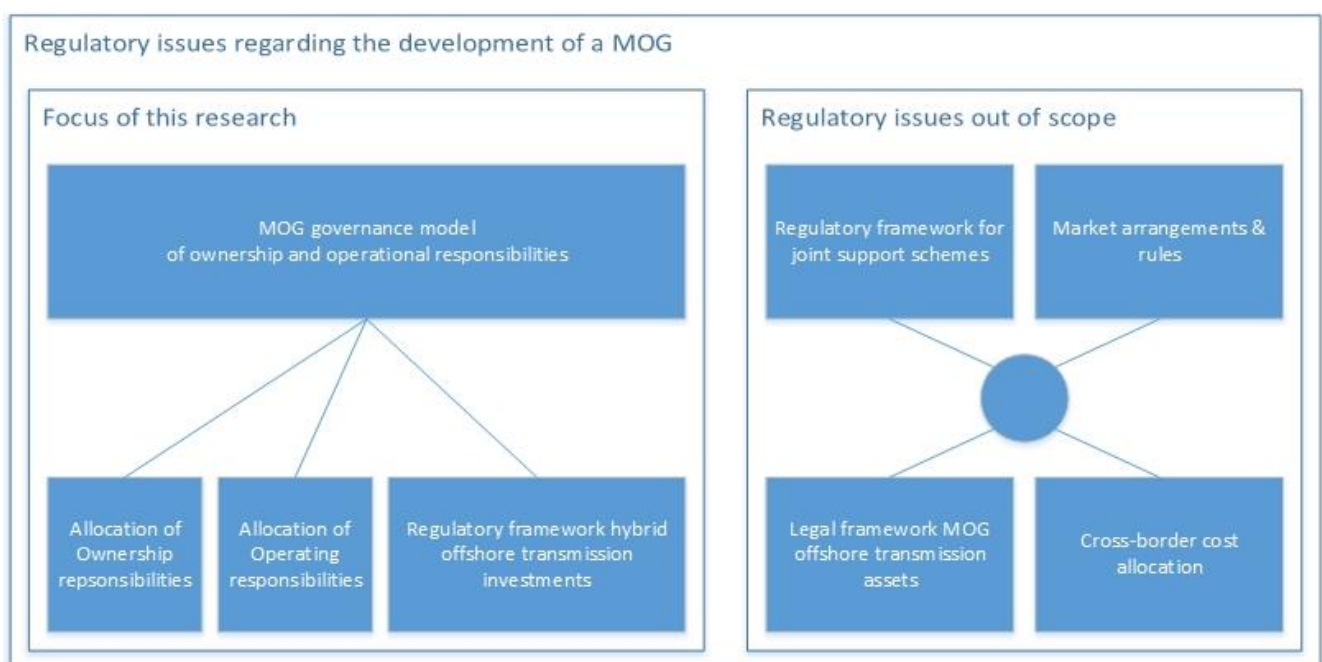 Regulatory issues regarding the development of a MOG
Focus of this research
MOG governance model
of ownership and operational responsibilities
Allocation of
Ownership
repsonsibilities
Allocation of
Operating
responsibilities
Regulatory framework hybrid
offshore transmission
investments
Regulatory issues out of scope
Regulatory framework for
joint support schemes
Market arrangements &
rules
Legal framework MOG
offshore transmission
assets
Cross-border cost
allocation